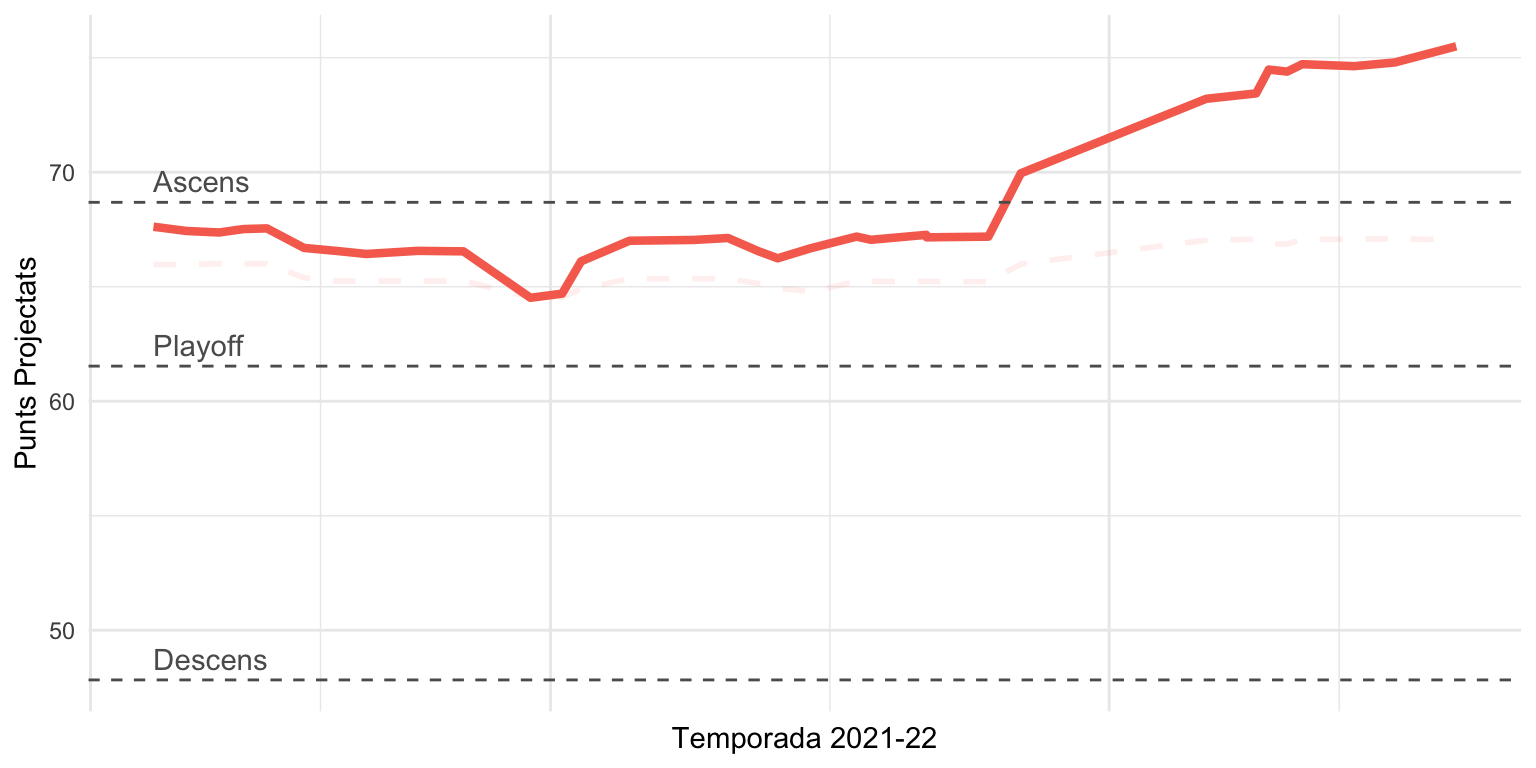 70
Ascens
Playoff
60
50
Descens
Punts Projectats
Temporada 2021-22